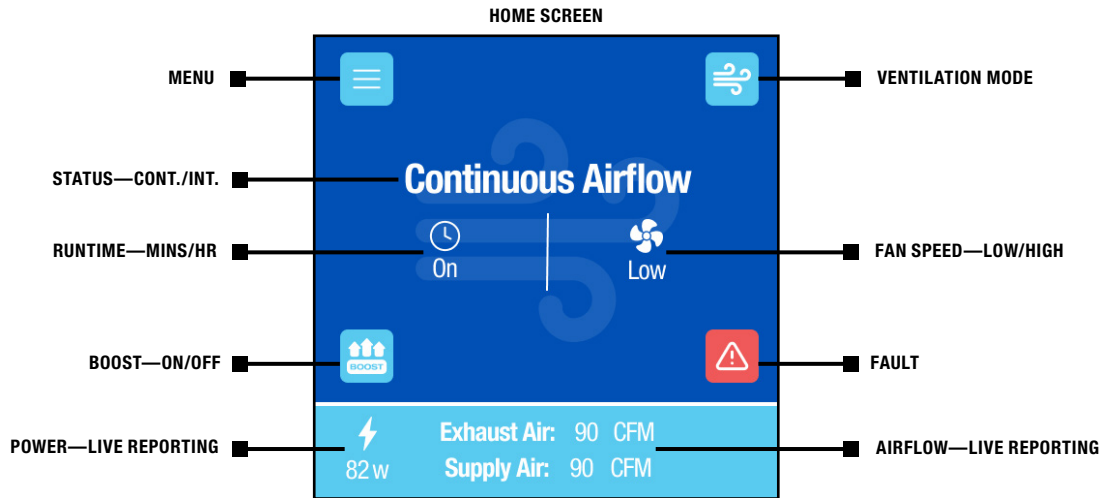 HOME SCREEN
MENU
VENTILATION MODE
STATUS—CONT./INT.
Continuous Airflow
RUNTIME—MINS/HR
On
Low
FAN SPEED—LOW/HIGH
BOOST—ON/OFF
BOOST
FAULT
POWER—LIVE REPORTING
82 w
Exhaust Air: 90 CFM
Supply Air: 90 CFM
AIRFLOW—LIVE REPORTING